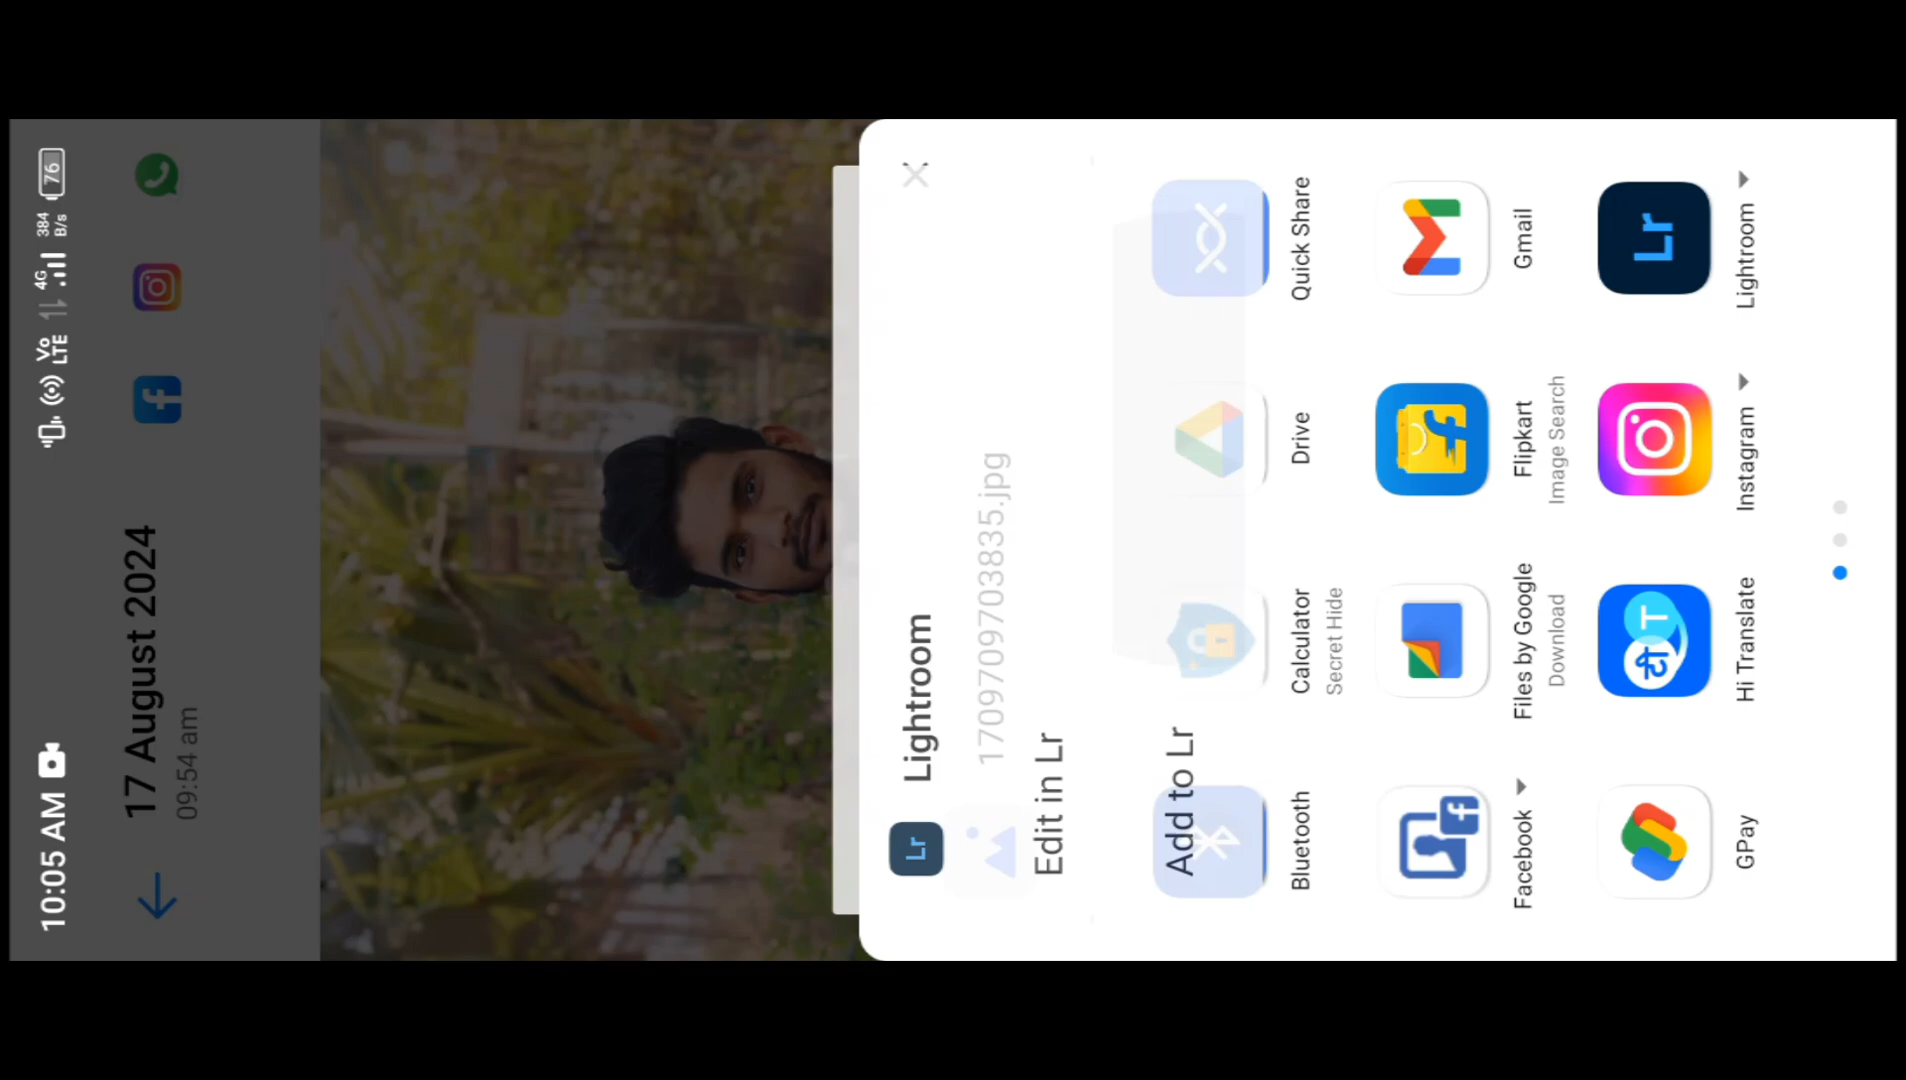 10:05 AM
Vo
LTE
4G
384
B/s
76
17 August 2024
09:54 am
Lr
Lightroom
1709709703835.jpg
Edit in Lr
Add to Lr
Bluetooth
Calculator
Secret Hide
Drive
Quick Share
Facebook
Files by Google
Download
Flipkart
Image Search
Gmail
GPay
Hi Translate
Instagram
Lr
Lightroom